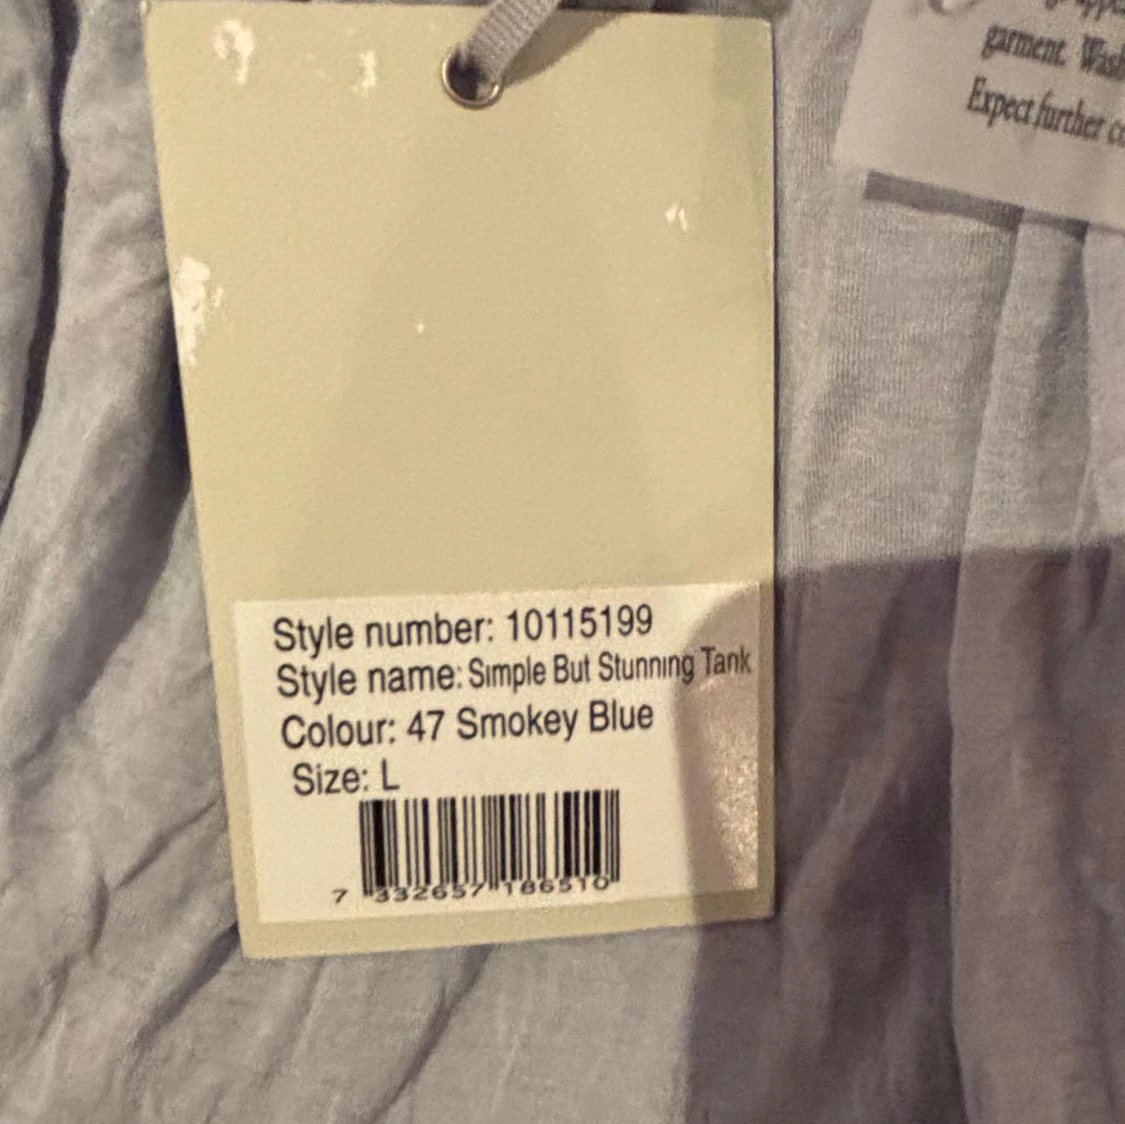 garment. Wash
Expect further
Style number: 10115199
Style name: Simple But Stunning Tank
Colour: 47 Smokey Blue
Size: L
7 332657 186510